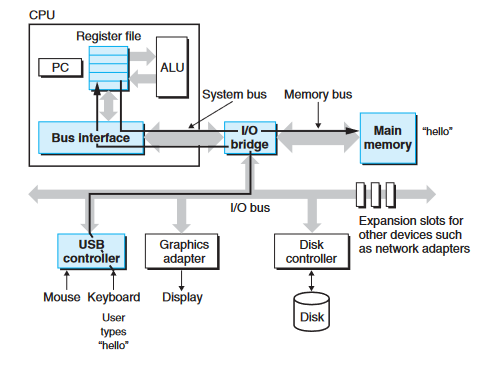 CPU
Register file
PC
ALU
System bus
Memory bus
Bus Interface
I/O
bridge
Main
memory
"hello"
I/O bus
Expansion slots for
other devices such
as network adapters
USB
controller
Graphics
adapter
Disk
controller
Mouse
Keyboard
Display
User
types
"hello"
Disk